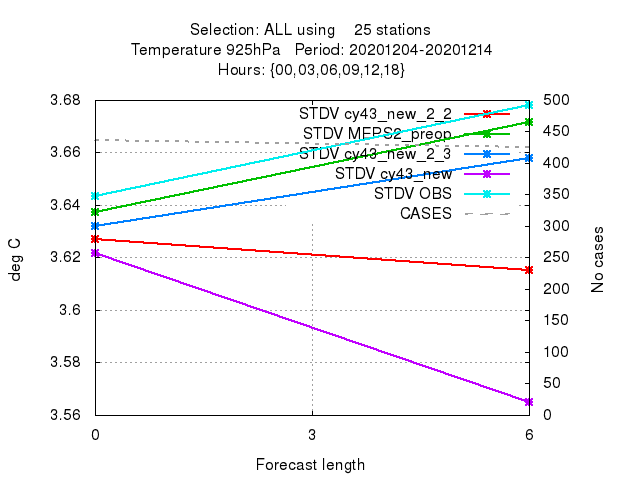 Selection: ALL using    25 stations
Temperature 925hPa   Period: 20201204-20201214
Hours: {00,03,06,09,12,18}
3.68
3.66
3.64
3.62
3.6
3.58
3.56
deg C
STDV cy43_new_2_2
STDV MEPS2_preop
STDV cy43_new_2_3
STDV cy43_new
STDV OBS
CASES
500
450
400
350
300
250
200
150
100
50
0
No cases
0 3 6
Forecast length